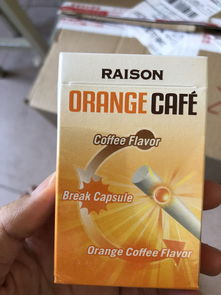 RAISON
ORANGE CAFÉ
Coffee Flavor
Break Capsule
Orange Coffee Flavor